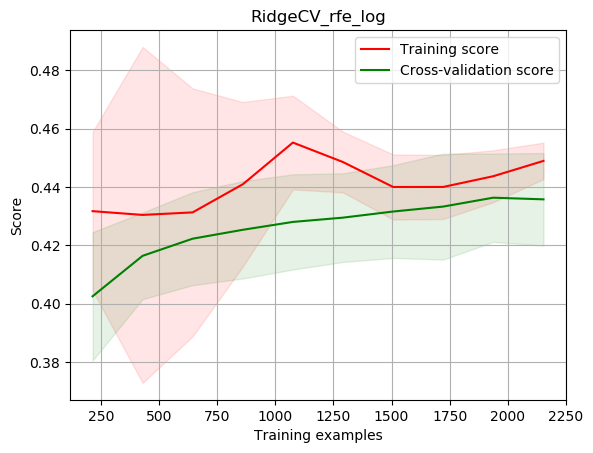 RidgeCV_rfe_log
Training score
Cross-validation score
0.48
0.46
0.44
0.42
0.40
0.38
Score
250 500 750 1000 1250 1500 1750 2000 2250
Training examples